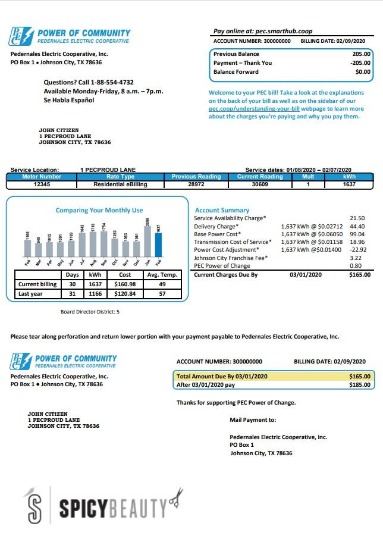 POWER OF COMMUNITY
PEDERNALES ELECTRIC COOPERATIVE
Pedernales Electric Cooperative, Inc.
PO Box 1 • Johnson City, TX 78636
Questions? Call 1-88-554-4732
Available Monday-Friday, 8 a.m. – 7p.m.
Se Habla Español
JOHN CITIZEN
1 PECPROUD LANE
JOHNSON CITY, TX 78636
Pay online at: pec.smarthub.coop
ACCOUNT NUMBER: 300000000 BILLING DATE: 02/09/2020
Previous Balance 205.00
Payment – Thank You -205.00
Balance Forward $0.00
Welcome to your PEC bill! Take a look at the explanations
on the back of your bill as well as on the sidebar of our
pec.coop/understanding-your-bill webpage to learn more
about the charges you're paying and why you pay them.
Service Location: 1 PECPROUD LANE Service dates: 01/08/2020 – 02/07/2020
Meter Number Rate Type Previous Reading Current Reading Mult kWh
12345 Residential eBilling 28972 30609 1 1637
Comparing Your Monthly Use
Days kWh Cost Avg. Temp.
Current billing 30 1637 $160.98 49
Last year 31 1166 $120.84 57
Board Director District: 5
Account Summary
Service Availability Charge* 21.50
Delivery Charge* 1,637 kWh @ $0.02712 44.40
Base Power Cost* 1,637 kWh @ $0.06050 99.04
Transmission Cost of Service* 1,637 kWh @ $0.01158 18.96
Power Cost Adjustment* 1,637 kWh @ $0.01400 -22.92
Johnson City Franchise Fee* 3.22
PEC Power of Change 0.80
Current Charges Due By 03/01/2020 $165.00
Please tear along perforation and return lower portion with your payment payable to Pedernales Electric Cooperative, Inc.
POWER OF COMMUNITY
PEDERNALES ELECTRIC COOPERATIVE
Pedernales Electric Cooperative, Inc.
PO Box 1 • Johnson City, TX 78636
ACCOUNT NUMBER: 300000000 BILLING DATE: 02/09/2020
Total Amount Due By 03/01/2020 $165.00
After 03/01/2020 pay $185.00
Thanks for supporting PEC Power of Change.
JOHN CITIZEN
1 PECPROUD LANE
JOHNSON CITY, TX 78636
Mail Payment to:
Pedernales Electric Cooperative, Inc.
PO Box 1
Johnson City, TX 78636
SPICYBEAUTY